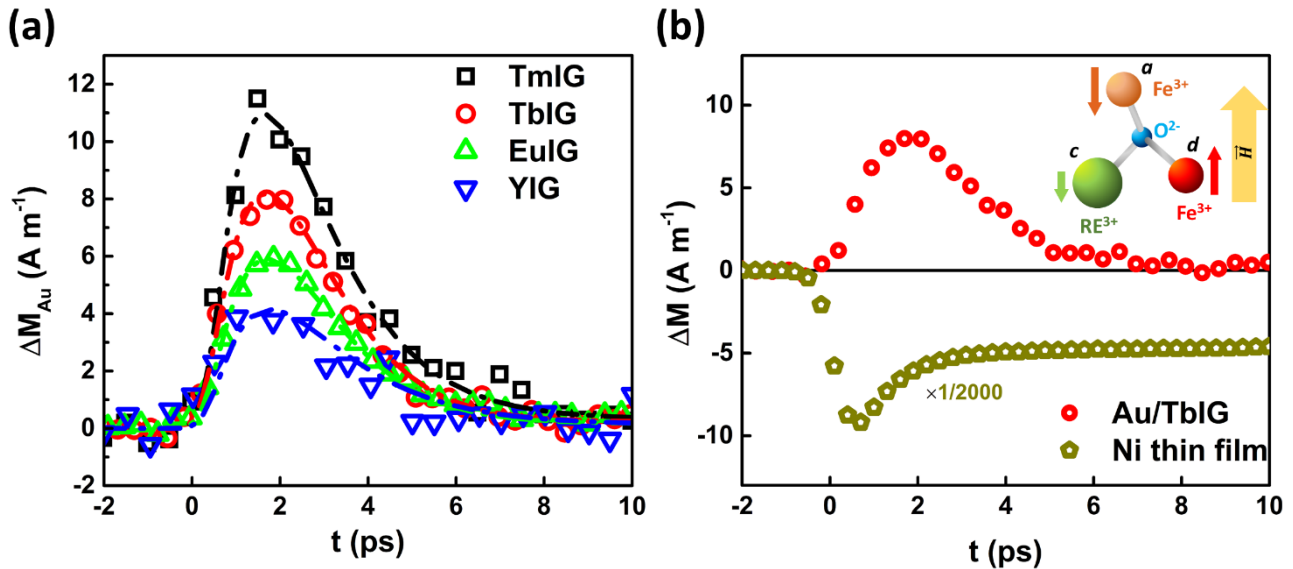 (a)
ΔM_Au (A m⁻¹)
12
10
8
6
4
2
0
-2
TmIG
TbIG
EuIG
YIG
-2 0 2 4 6 8 10
t (ps)
(b)
ΔM (A m⁻¹)
10
5
0
-5
-10
a
Fe³⁺
O²⁻
c
d
RE³⁺
Fe³⁺
H⃗
×1/2000
Au/TbIG
Ni thin film
-2 0 2 4 6 8 10
t (ps)